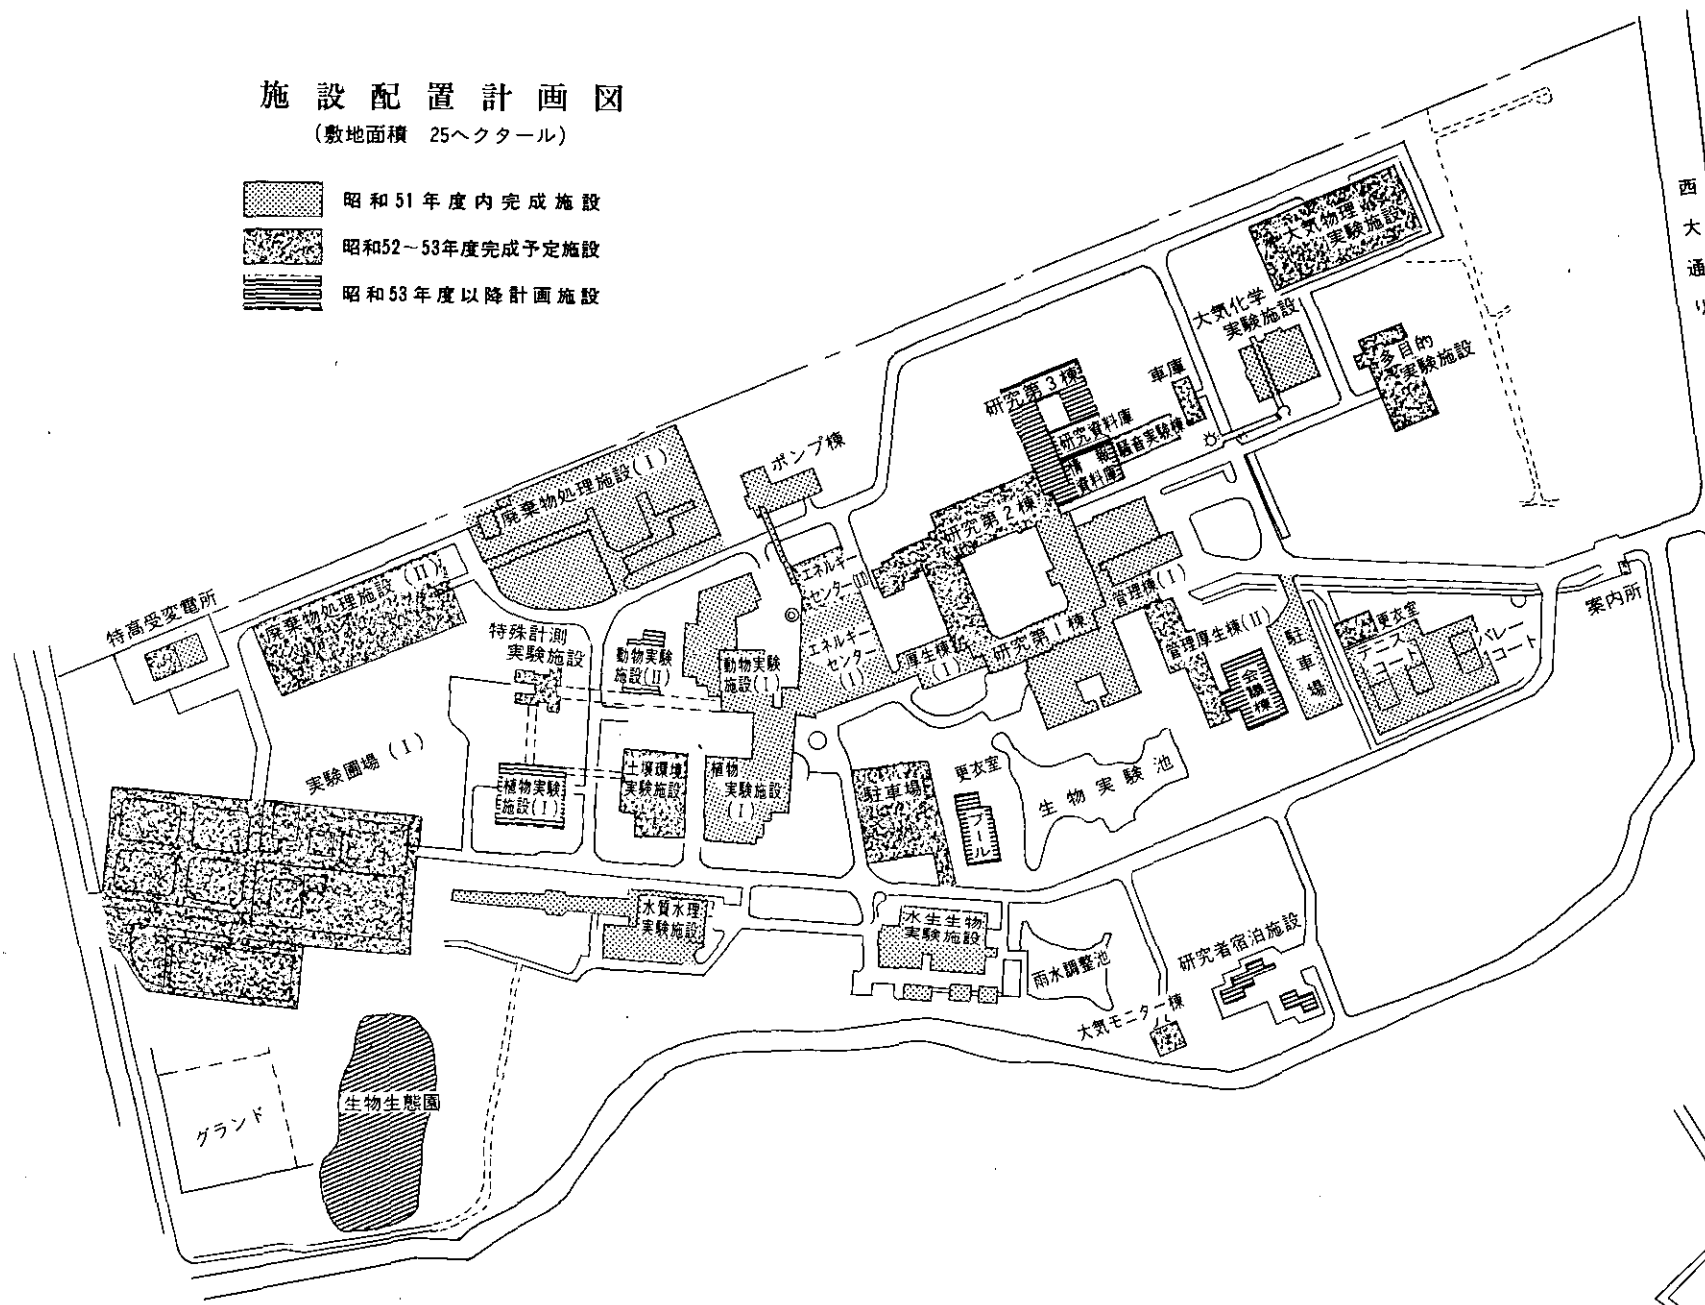 施設配置計画図
(敷地面積 25ヘクタール)
昭和51年度内完成施設
昭和52~53年度完成予定施設
昭和53年度以降計画施設
西大通り
大気物理
実験施設
大気化学
実験施設
多目的
実験施設
車庫
研究第3棟
研究資料庫
騒音実験棟
情報
資料庫
ポンプ棟
廃棄物処理施設(I)
研究第2棟
エネルギー
センター(II)
管理棟(I)
案内所
廃棄物処理施設(II)
特高受変電所
特殊計測
実験施設
動物実験
施設(II)
動物実験
施設(I)
エネルギー
センター
(I)
厚生棟
(I)
研究第1棟
管理厚生棟(II)
駐車場
更衣室
テニス
コート
バレー
コート
会議棟
実験圃場(I)
植物実験
施設(I)
土壌環境
実験施設
植物
実験施設
(I)
駐車場
更衣室
プール
生物実験池
水質水理
実験施設
水生生物
実験施設
雨水調整池
研究者宿泊施設
大気モニター棟
生物生態園
グランド